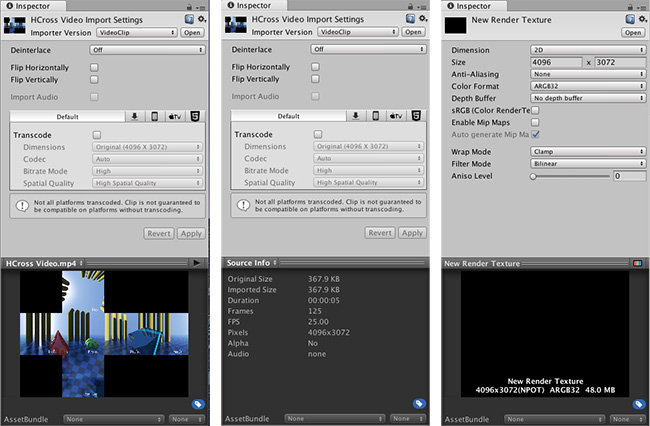 Inspector
HCross Video Import Settings
Importer Version VideoClip Open
Deinterlace Off
Flip Horizontally
Flip Vertically
Import Audio
Default
tv
Transcode
Dimensions Original (4096 X 3072)
Codec Auto
Bitrate Mode High
Spatial Quality High Spatial Quality
Not all platforms transcoded. Clip is not guaranteed to
be compatible on platforms without transcoding.
Revert Apply
HCross Video.mp4
AssetBundle None None
Inspector
HCross Video Import Settings
Importer Version VideoClip Open
Deinterlace Off
Flip Horizontally
Flip Vertically
Import Audio
Default
tv
Transcode
Dimensions Original (4096 X 3072)
Codec Auto
Bitrate Mode High
Spatial Quality High Spatial Quality
Not all platforms transcoded. Clip is not guaranteed to
be compatible on platforms without transcoding.
Revert Apply
Source Info
Original Size 367.9 KB
Imported Size 367.9 KB
Duration 00:00:05
Frames 125
FPS 25.00
Pixels 4096x3072
Alpha No
Audio none
AssetBundle None None
Inspector
New Render Texture
Open
Dimension 2D
Size 4096 x 3072
Anti-Aliasing None
Color Format ARGB32
Depth Buffer No depth buffer
sRGB (Color RenderTe
Enable Mip Maps
Auto generate Mip Ma
Wrap Mode Clamp
Filter Mode Bilinear
Aniso Level 0
New Render Texture
New Render Texture
4096x3072(NPOT) ARGB32 48.0 MB
AssetBundle None None